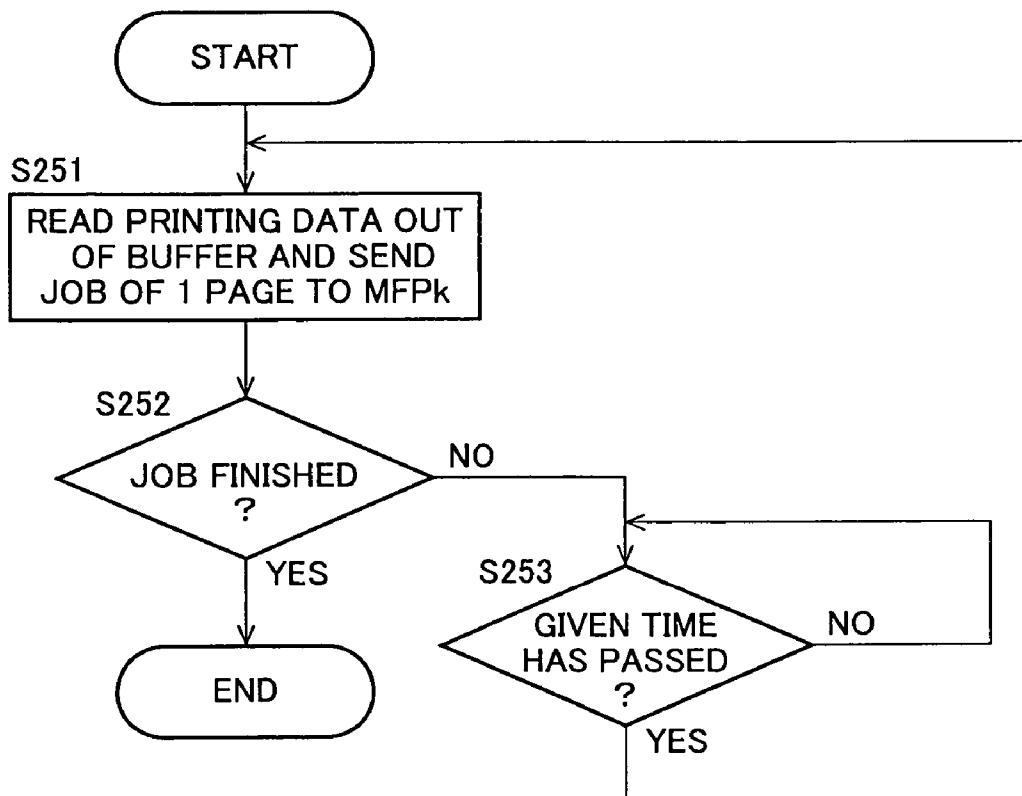 START
S251
READ PRINTING DATA OUT
OF BUFFER AND SEND
JOB OF 1 PAGE TO MFPk
S252
JOB FINISHED
?
NO
YES
END
S253
GIVEN TIME
HAS PASSED
?
NO
YES